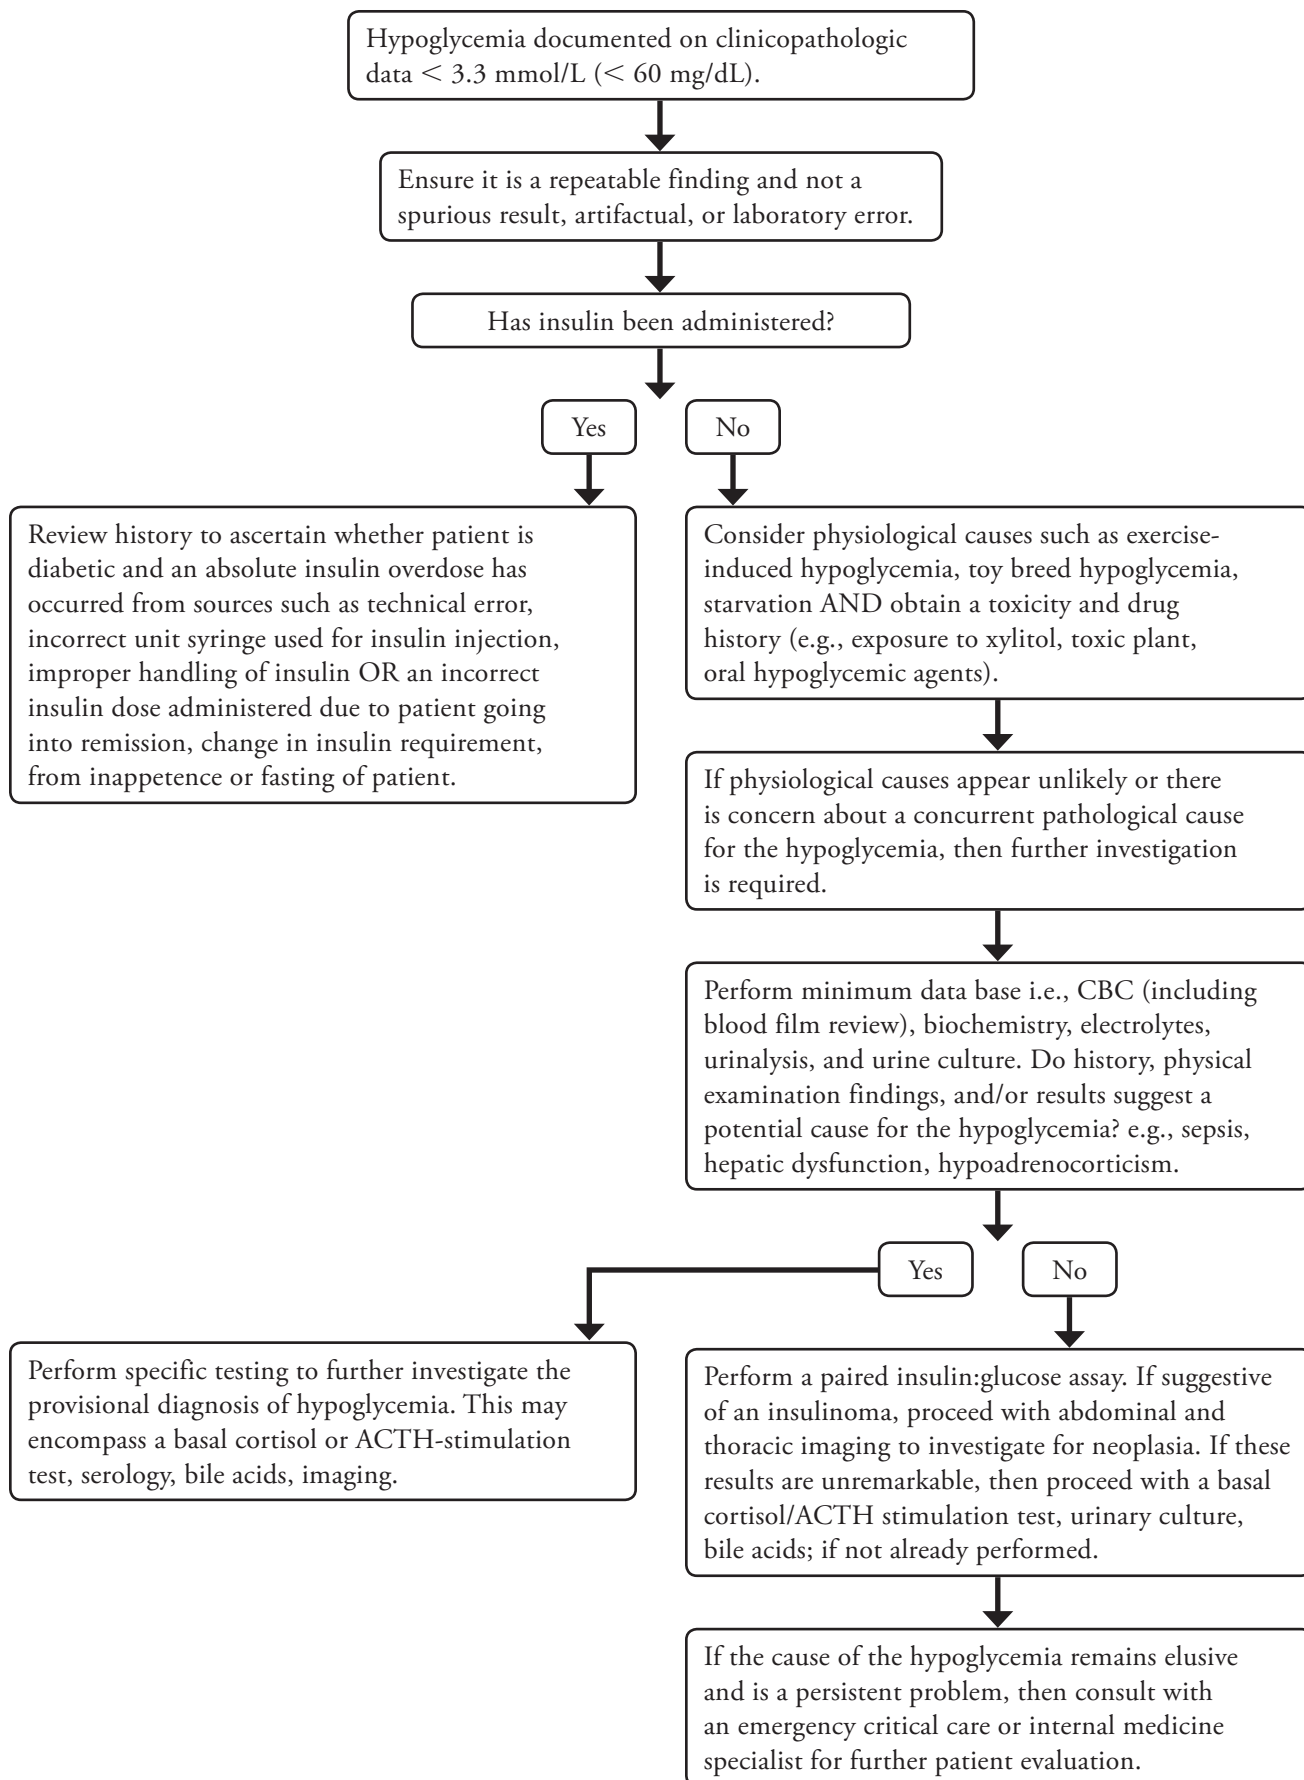 Hypoglycemia documented on clinicopathologic
data < 3.3 mmol/L (< 60 mg/dL).
Ensure it is a repeatable finding and not a
spurious result, artifactual, or laboratory error.
Has insulin been administered?
Yes
No
Review history to ascertain whether patient is
diabetic and an absolute insulin overdose has
occurred from sources such as technical error,
incorrect unit syringe used for insulin injection,
improper handling of insulin OR an incorrect
insulin dose administered due to patient going
into remission, change in insulin requirement,
from inappetence or fasting of patient.
Consider physiological causes such as exercise-
induced hypoglycemia, toy breed hypoglycemia,
starvation AND obtain a toxicity and drug
history (e.g., exposure to xylitol, toxic plant,
oral hypoglycemic agents).
If physiological causes appear unlikely or there
is concern about a concurrent pathological cause
for the hypoglycemia, then further investigation
is required.
Perform minimum data base i.e., CBC (including
blood film review), biochemistry, electrolytes,
urinalysis, and urine culture. Do history, physical
examination findings, and/or results suggest a
potential cause for the hypoglycemia? e.g., sepsis,
hepatic dysfunction, hypoadrenocorticism.
Yes
No
Perform specific testing to further investigate the
provisional diagnosis of hypoglycemia. This may
encompass a basal cortisol or ACTH-stimulation
test, serology, bile acids, imaging.
Perform a paired insulin:glucose assay. If suggestive
of an insulinoma, proceed with abdominal and
thoracic imaging to investigate for neoplasia. If these
results are unremarkable, then proceed with a basal
cortisol/ACTH stimulation test, urinary culture,
bile acids; if not already performed.
If the cause of the hypoglycemia remains elusive
and is a persistent problem, then consult with
an emergency critical care or internal medicine
specialist for further patient evaluation.